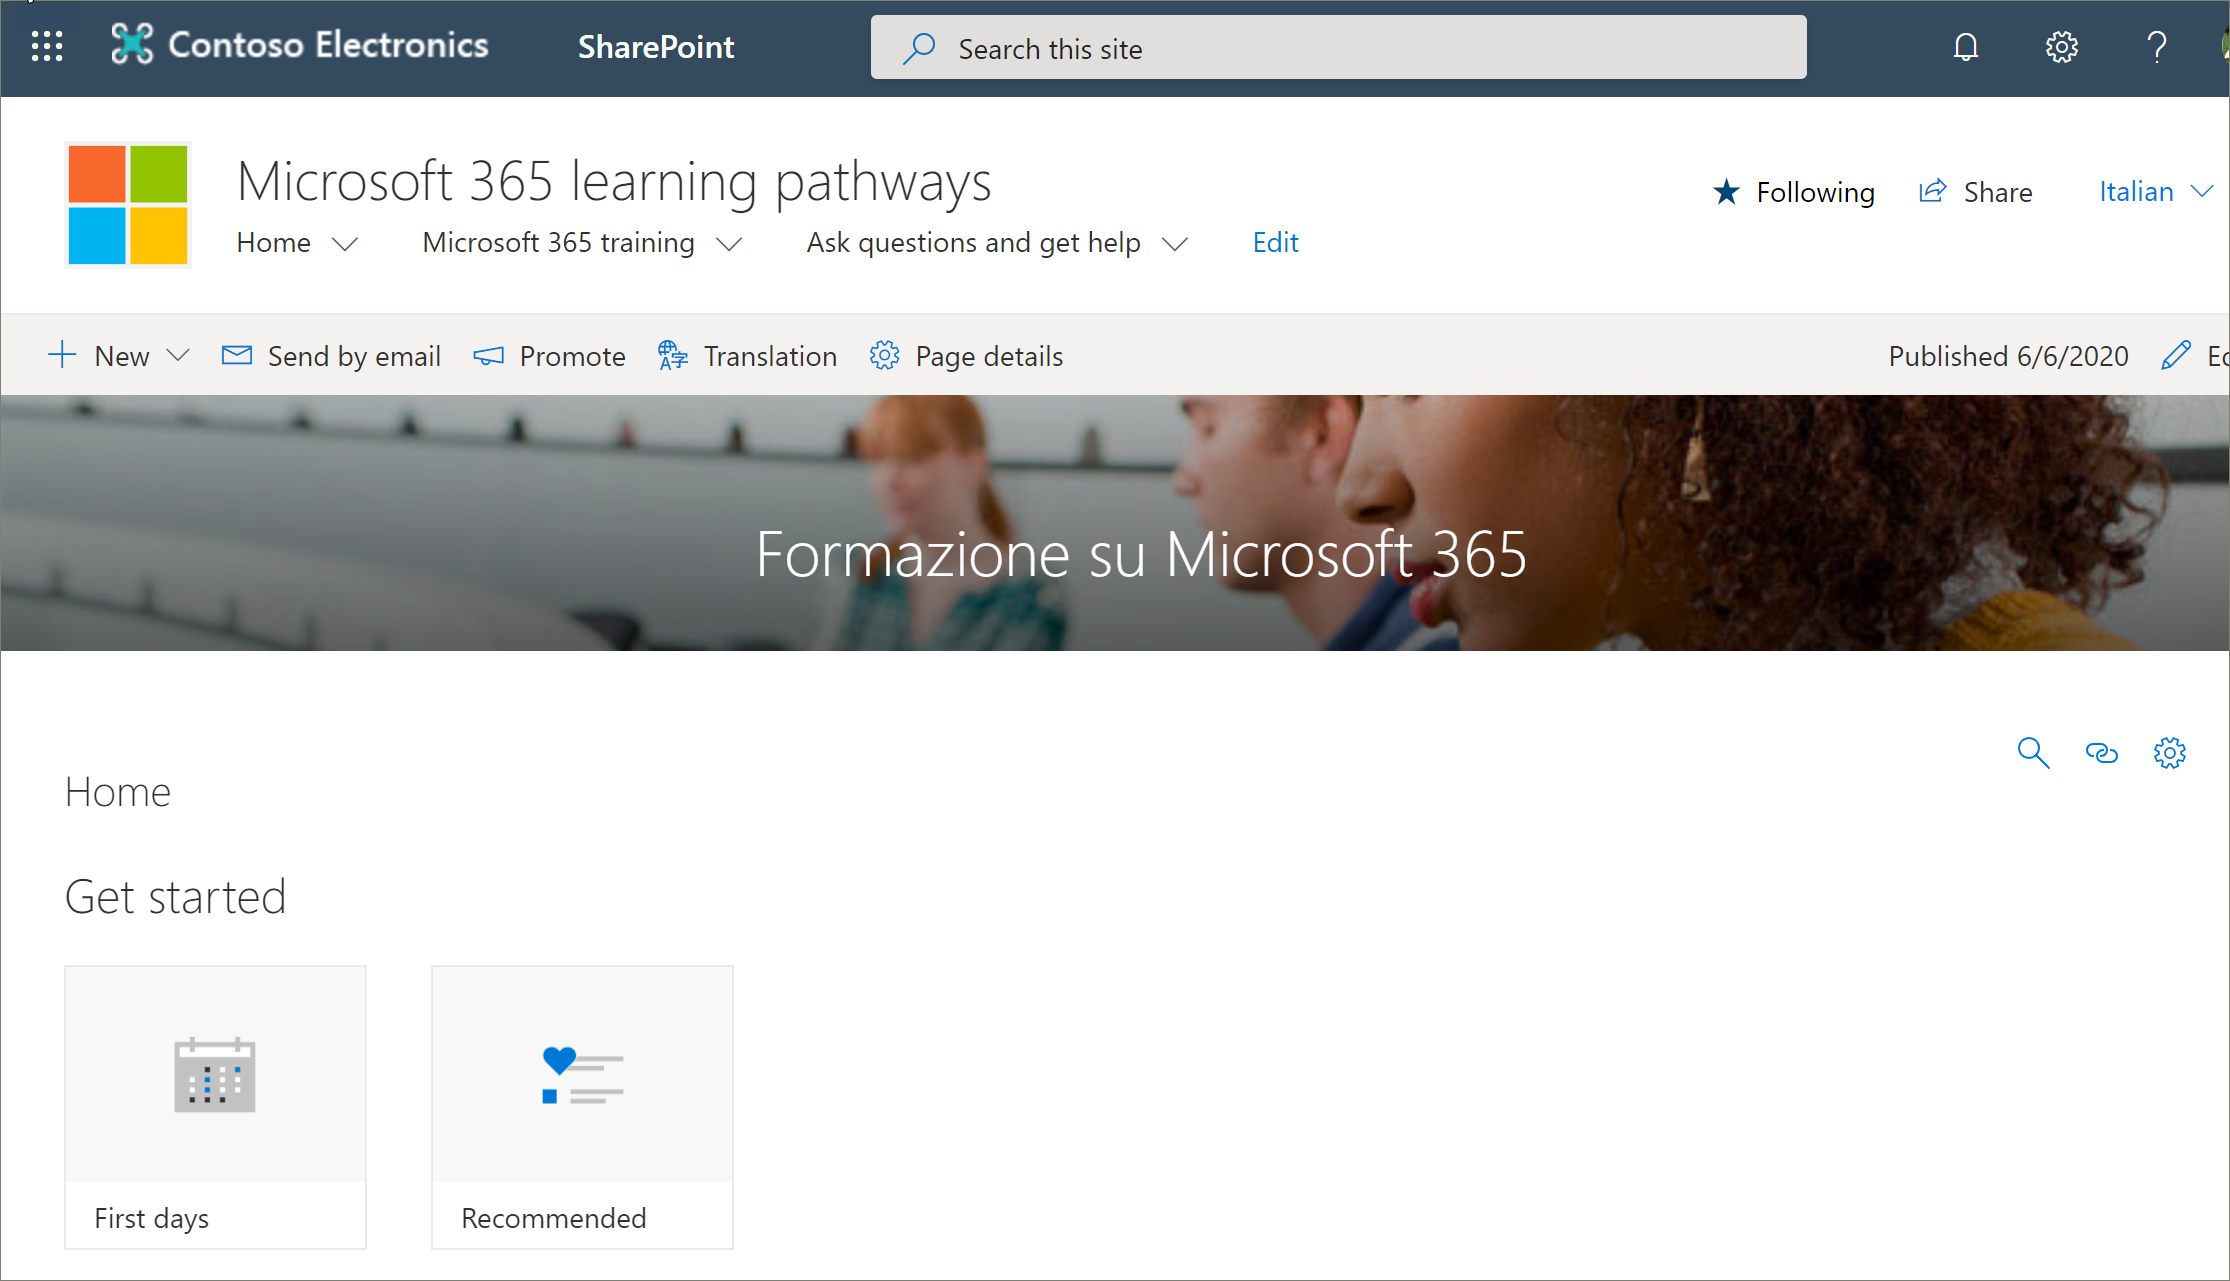 Contoso Electronics SharePoint Search this site
Microsoft 365 learning pathways
Following Share Italian
Home Microsoft 365 training Ask questions and get help Edit
New Send by email Promote Translation Page details Published 6/6/2020
Formazione su Microsoft 365
Home
Get started
First days Recommended